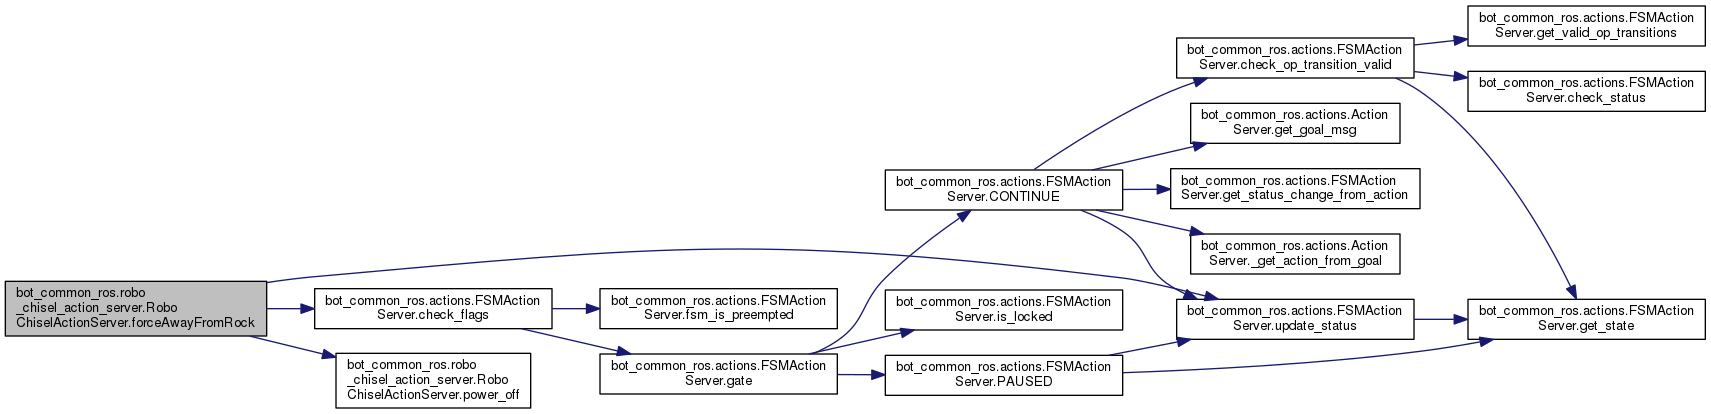 bot_common_ros.robo
_chisel_action_server.Robo
ChiselActionServer.forceAwayFromRock
bot_common_ros.actions.FSMAction
Server.check_flags
bot_common_ros.robo
_chisel_action_server.Robo
ChiselActionServer.power_off
bot_common_ros.actions.FSMAction
Server.fsm_is_preempted
bot_common_ros.actions.FSMAction
Server.gate
bot_common_ros.actions.FSMAction
Server.CONTINUE
bot_common_ros.actions.FSMAction
Server.is_locked
bot_common_ros.actions.FSMAction
Server.PAUSED
bot_common_ros.actions.FSMAction
Server.check_op_transition_valid
bot_common_ros.actions.Action
Server.get_goal_msg
bot_common_ros.actions.FSMAction
Server.get_status_change_from_action
bot_common_ros.actions.Action
Server._get_action_from_goal
bot_common_ros.actions.FSMAction
Server.update_status
bot_common_ros.actions.FSMAction
Server.get_valid_op_transitions
bot_common_ros.actions.FSMAction
Server.check_status
bot_common_ros.actions.FSMAction
Server.get_state